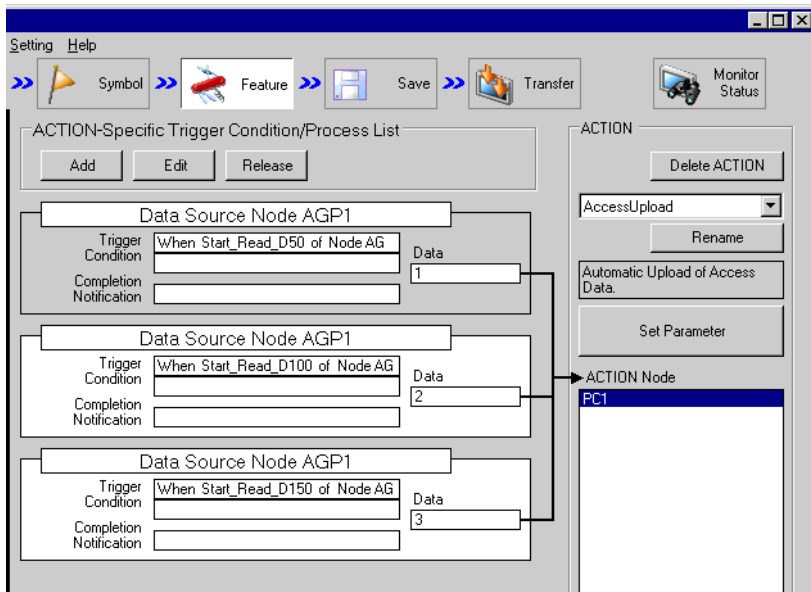 Setting Help
Symbol Feature Save Transfer Monitor Status
ACTION-Specific Trigger Condition/Process List
Add Edit Release
Data Source Node AGP1
Trigger Condition
When Start_Read_D50 of Node AG
Completion Notification
Data
1
Data Source Node AGP1
Trigger Condition
When Start_Read_D100 of Node AG
Completion Notification
Data
2
Data Source Node AGP1
Trigger Condition
When Start_Read_D150 of Node AG
Completion Notification
Data
3
ACTION
Delete ACTION
AccessUpload
Rename
Automatic Upload of Access
Data.
Set Parameter
ACTION Node
PC1